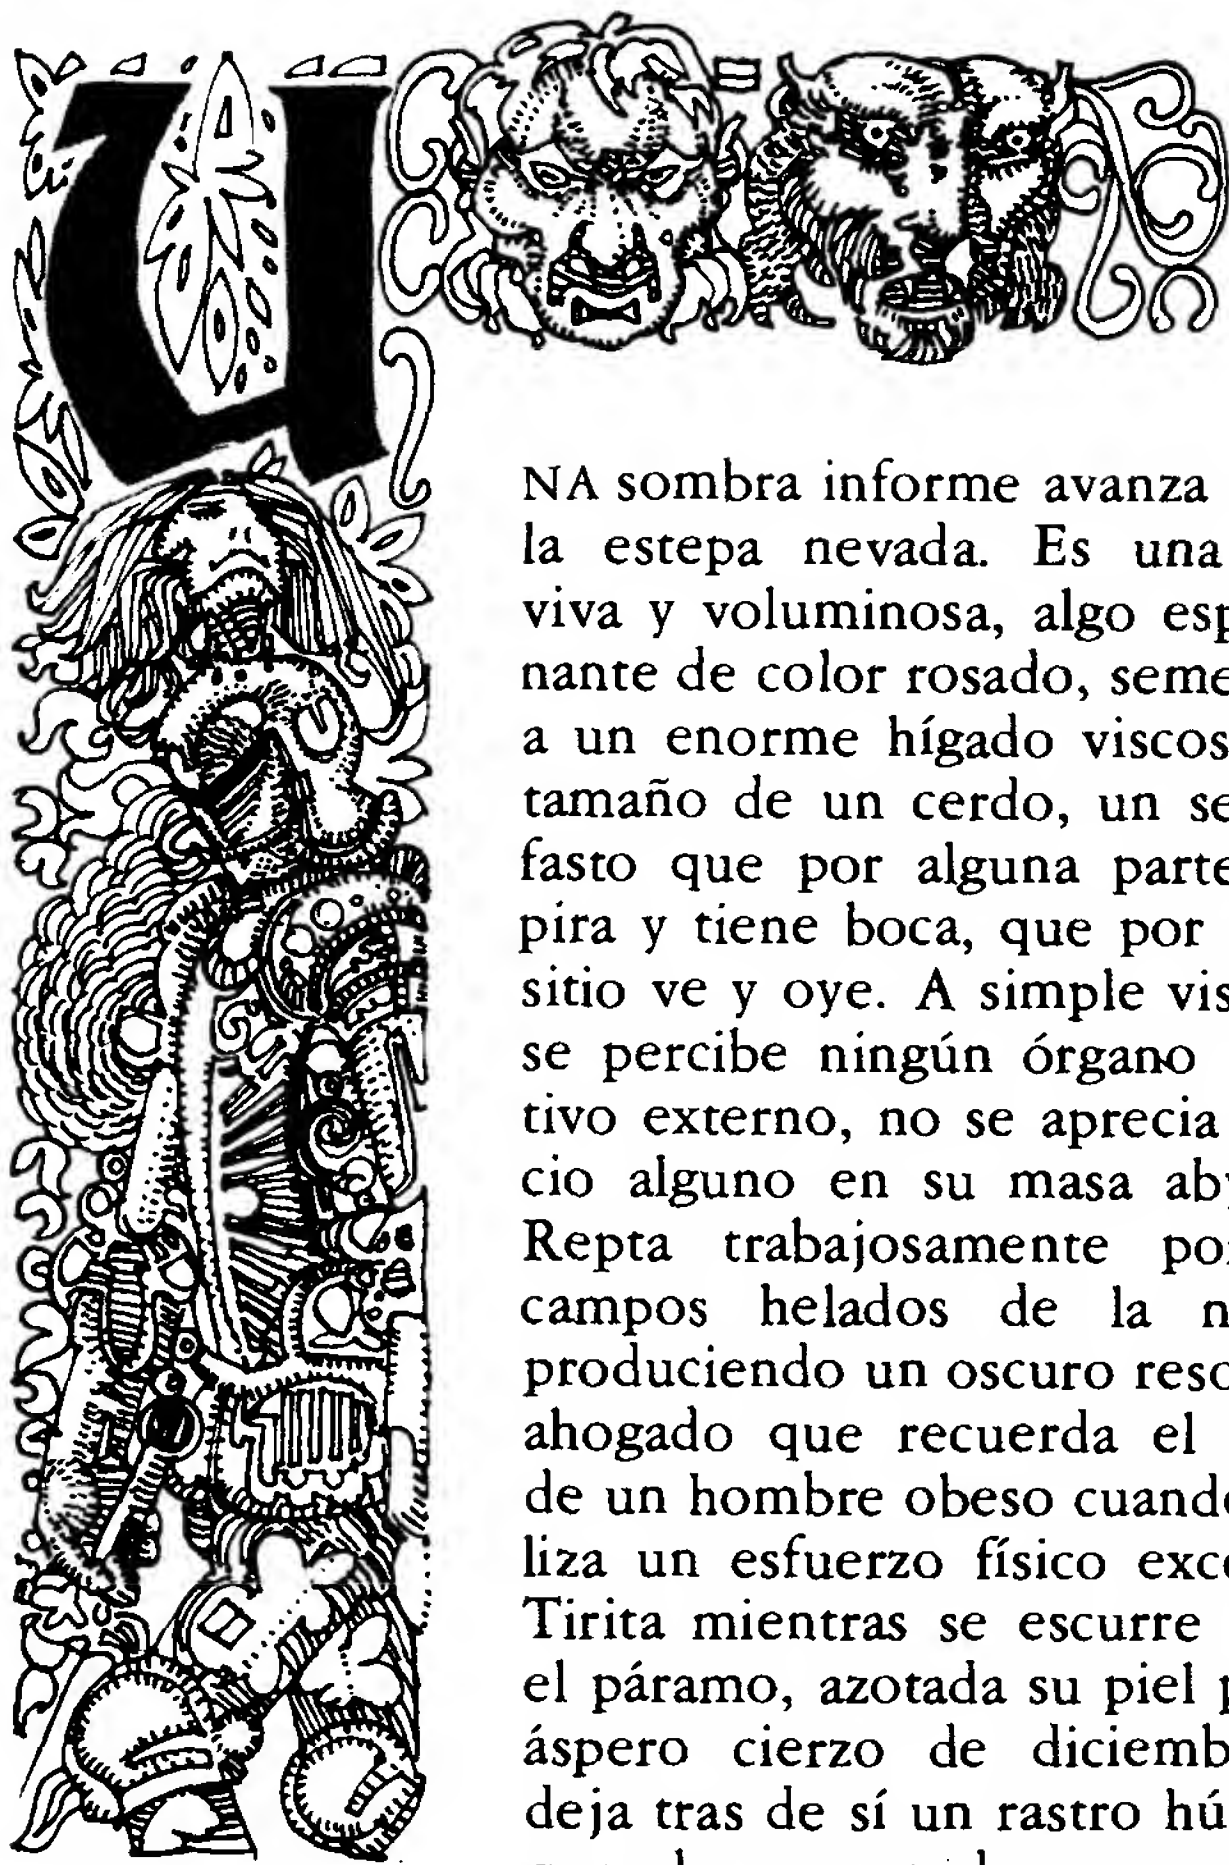 U
NA sombra informe avanza
la estepa nevada. Es una
viva y voluminosa, algo esp
nante de color rosado, seme
a un enorme hígado viscos
tamaño de un cerdo, un se
fasto que por alguna parte
pira y tiene boca, que por
sitio ve y oye. A simple vis
se percibe ningún órgano
tivo externo, no se aprecia
cio alguno en su masa ab
Repta trabajosamente por
campos helados de la n
produciendo un oscuro reso
ahogado que recuerda el
de un hombre obeso cuando
liza un esfuerzo físico exc
Tirita mientras se escurre
el páramo, azotada su piel p
áspero cierzo de diciemb
deja tras de sí un rastro hú